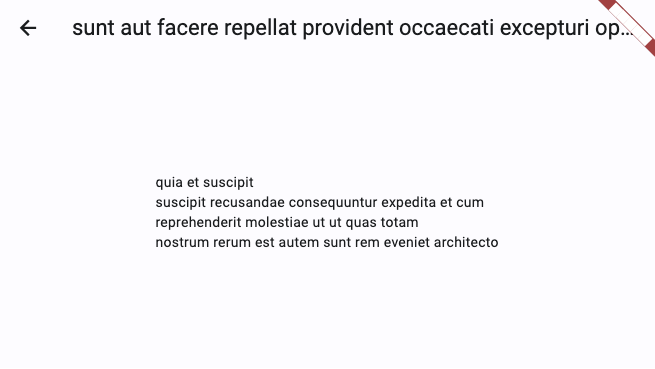 sunt aut facere repellat provident occaecati excepturi op...
quia et suscipit
suscipit recusandae consequuntur expedita et cum
reprehenderit molestiae ut ut quas totam
nostrum rerum est autem sunt rem eveniet architecto